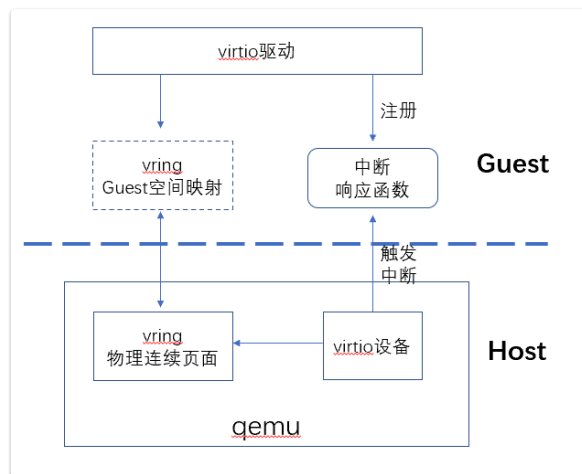 virtio驱动
注册
vring
Guest空间映射
中断
响应函数
Guest
触发
中断
vring
物理连续页面
virtio设备
Host
qemu